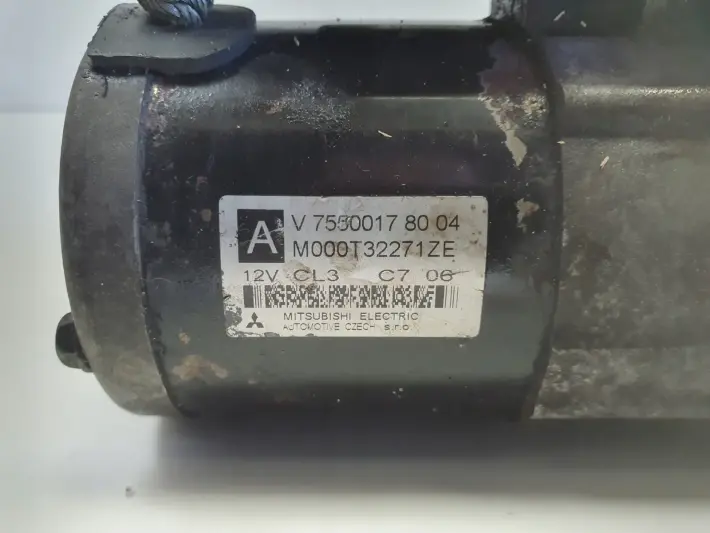 A
V 7550017 80 04
M000T32271ZE
12V CL3 C7 06
MITSUBISHI ELECTRIC
AUTOMOTIVE CZECH s.r.o